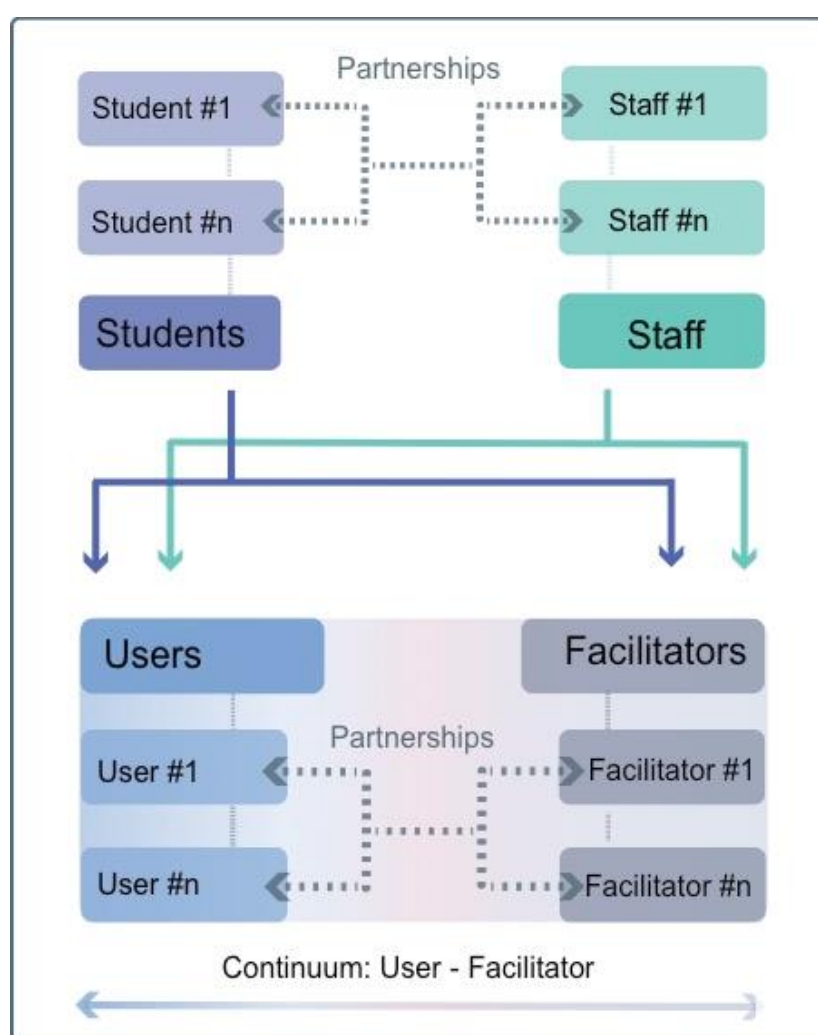 Partnerships
Student #1
Staff #1
Student #n
Staff #n
Students
Staff
Users
Facilitators
Partnerships
User #1
Facilitator #1
User #n
Facilitator #n
Continuum: User - Facilitator